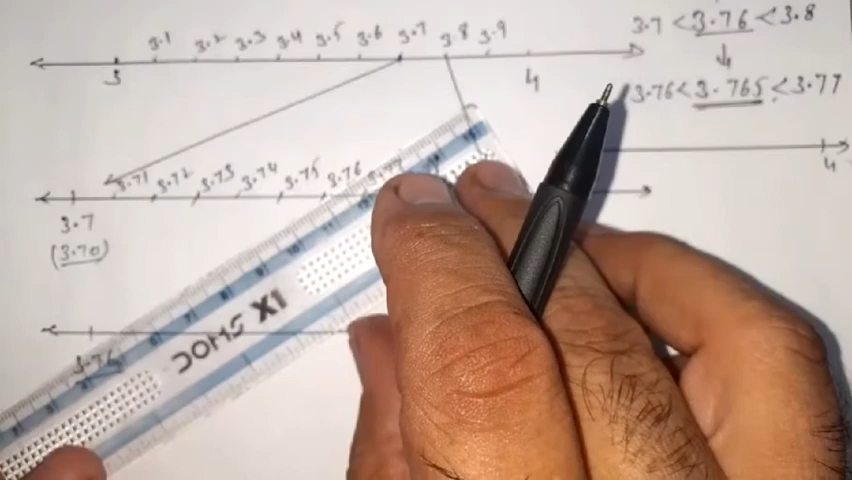 3.1 3.2 3.3 3.4 3.5 3.6 3.7 3.8 3.9
3 4
3.7 < 3.76 < 3.8
3.76 < 3.765 < 3.77
4
3.71 3.72 3.73 3.74 3.75 3.76 3.77
3.7
(3.70)
3.76
DOMS X1